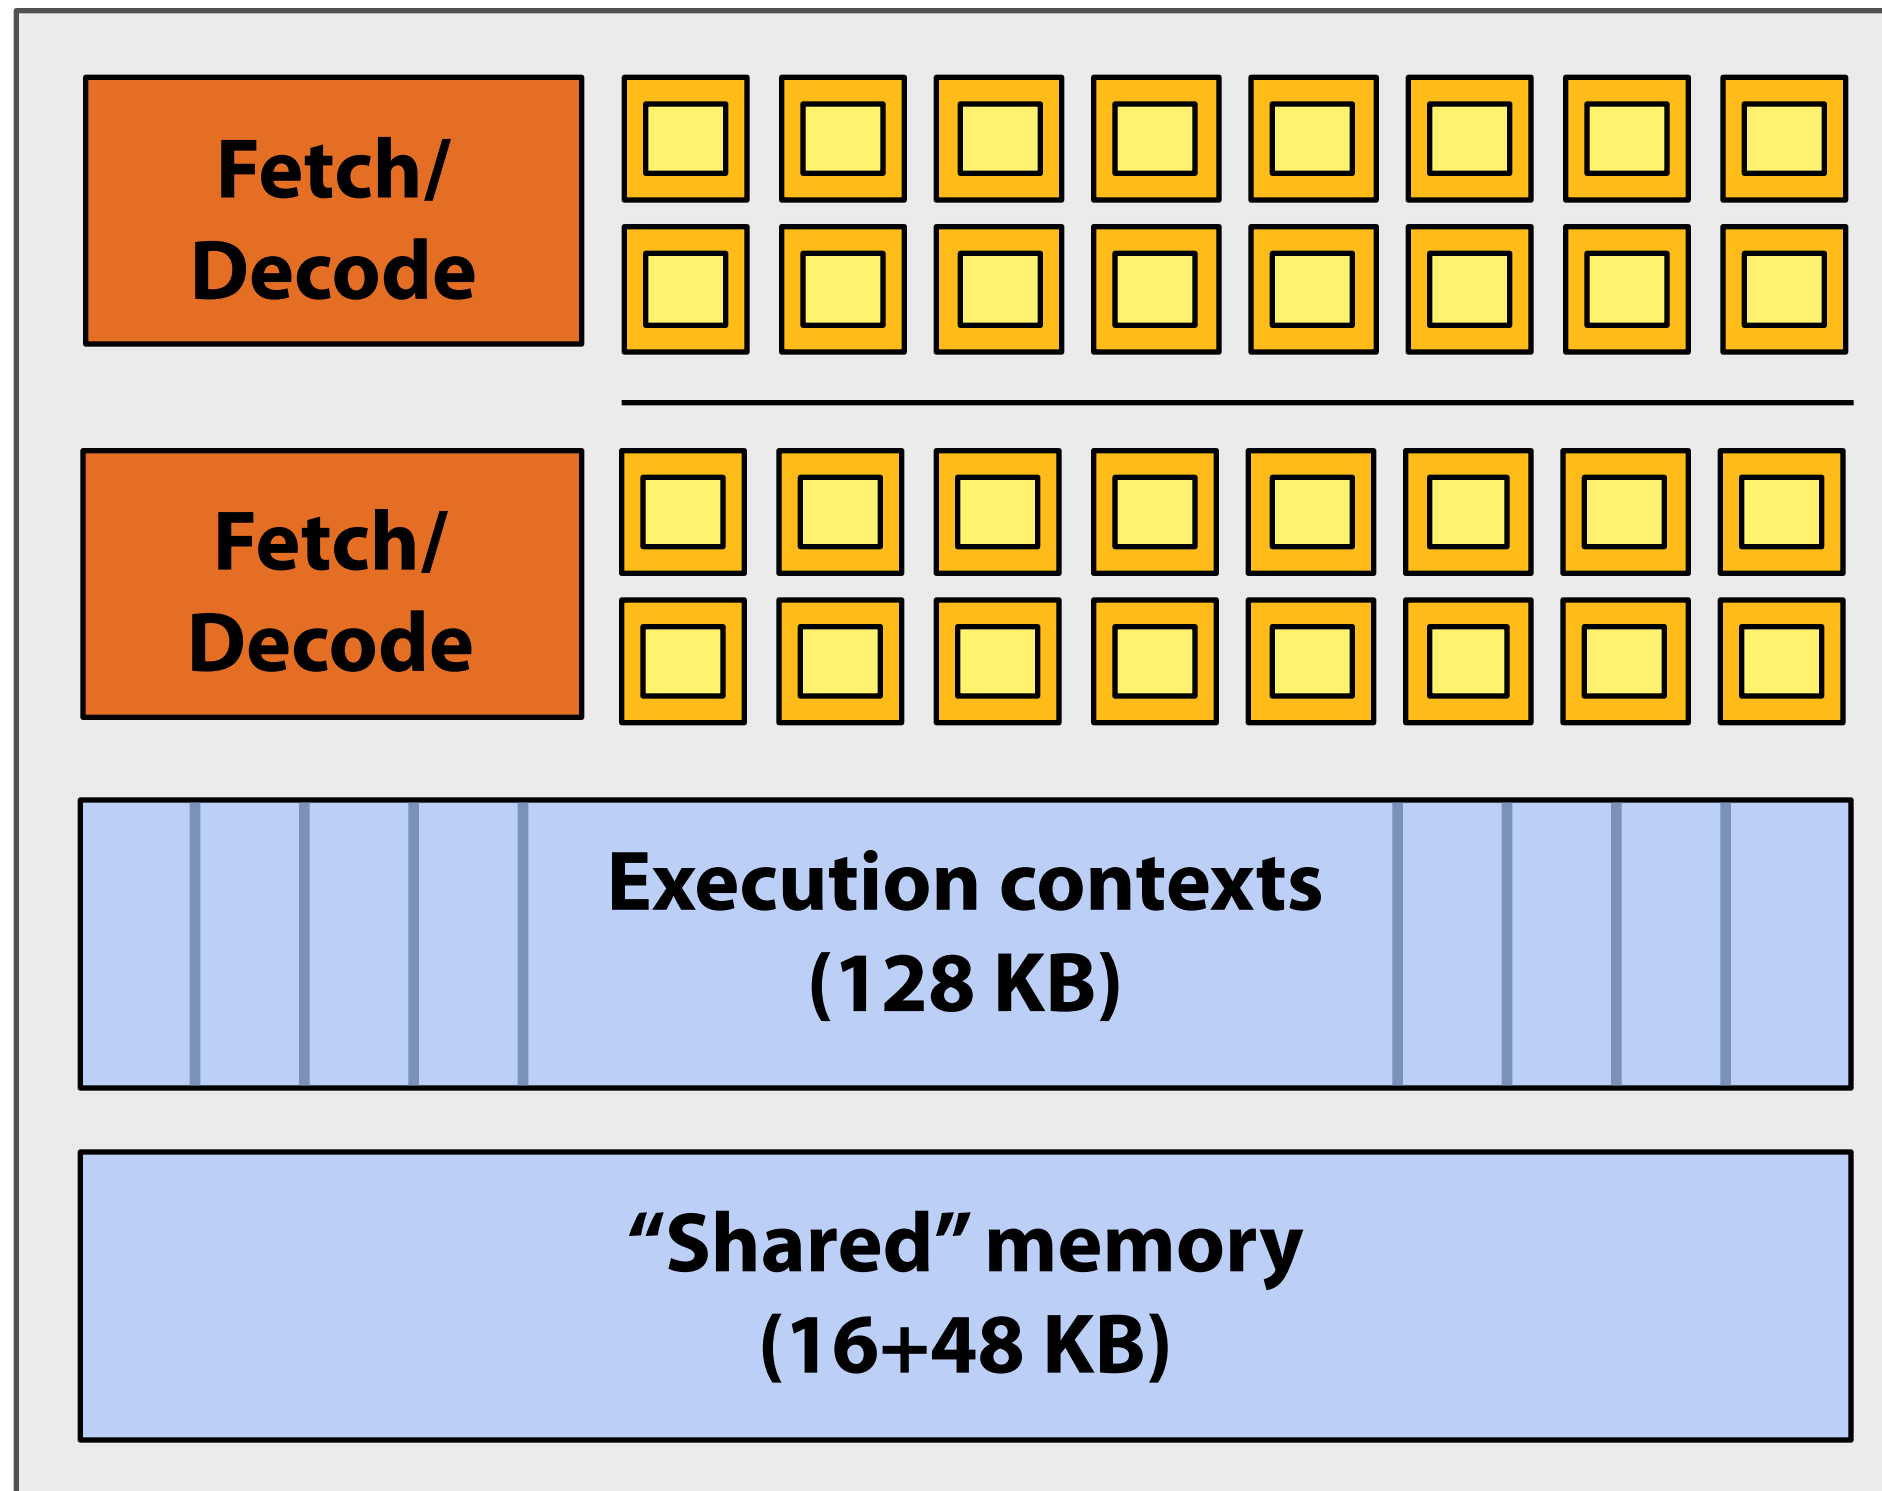 Fetch/
Decode
Fetch/
Decode
Execution contexts
(128 KB)
“Shared” memory
(16+48 KB)